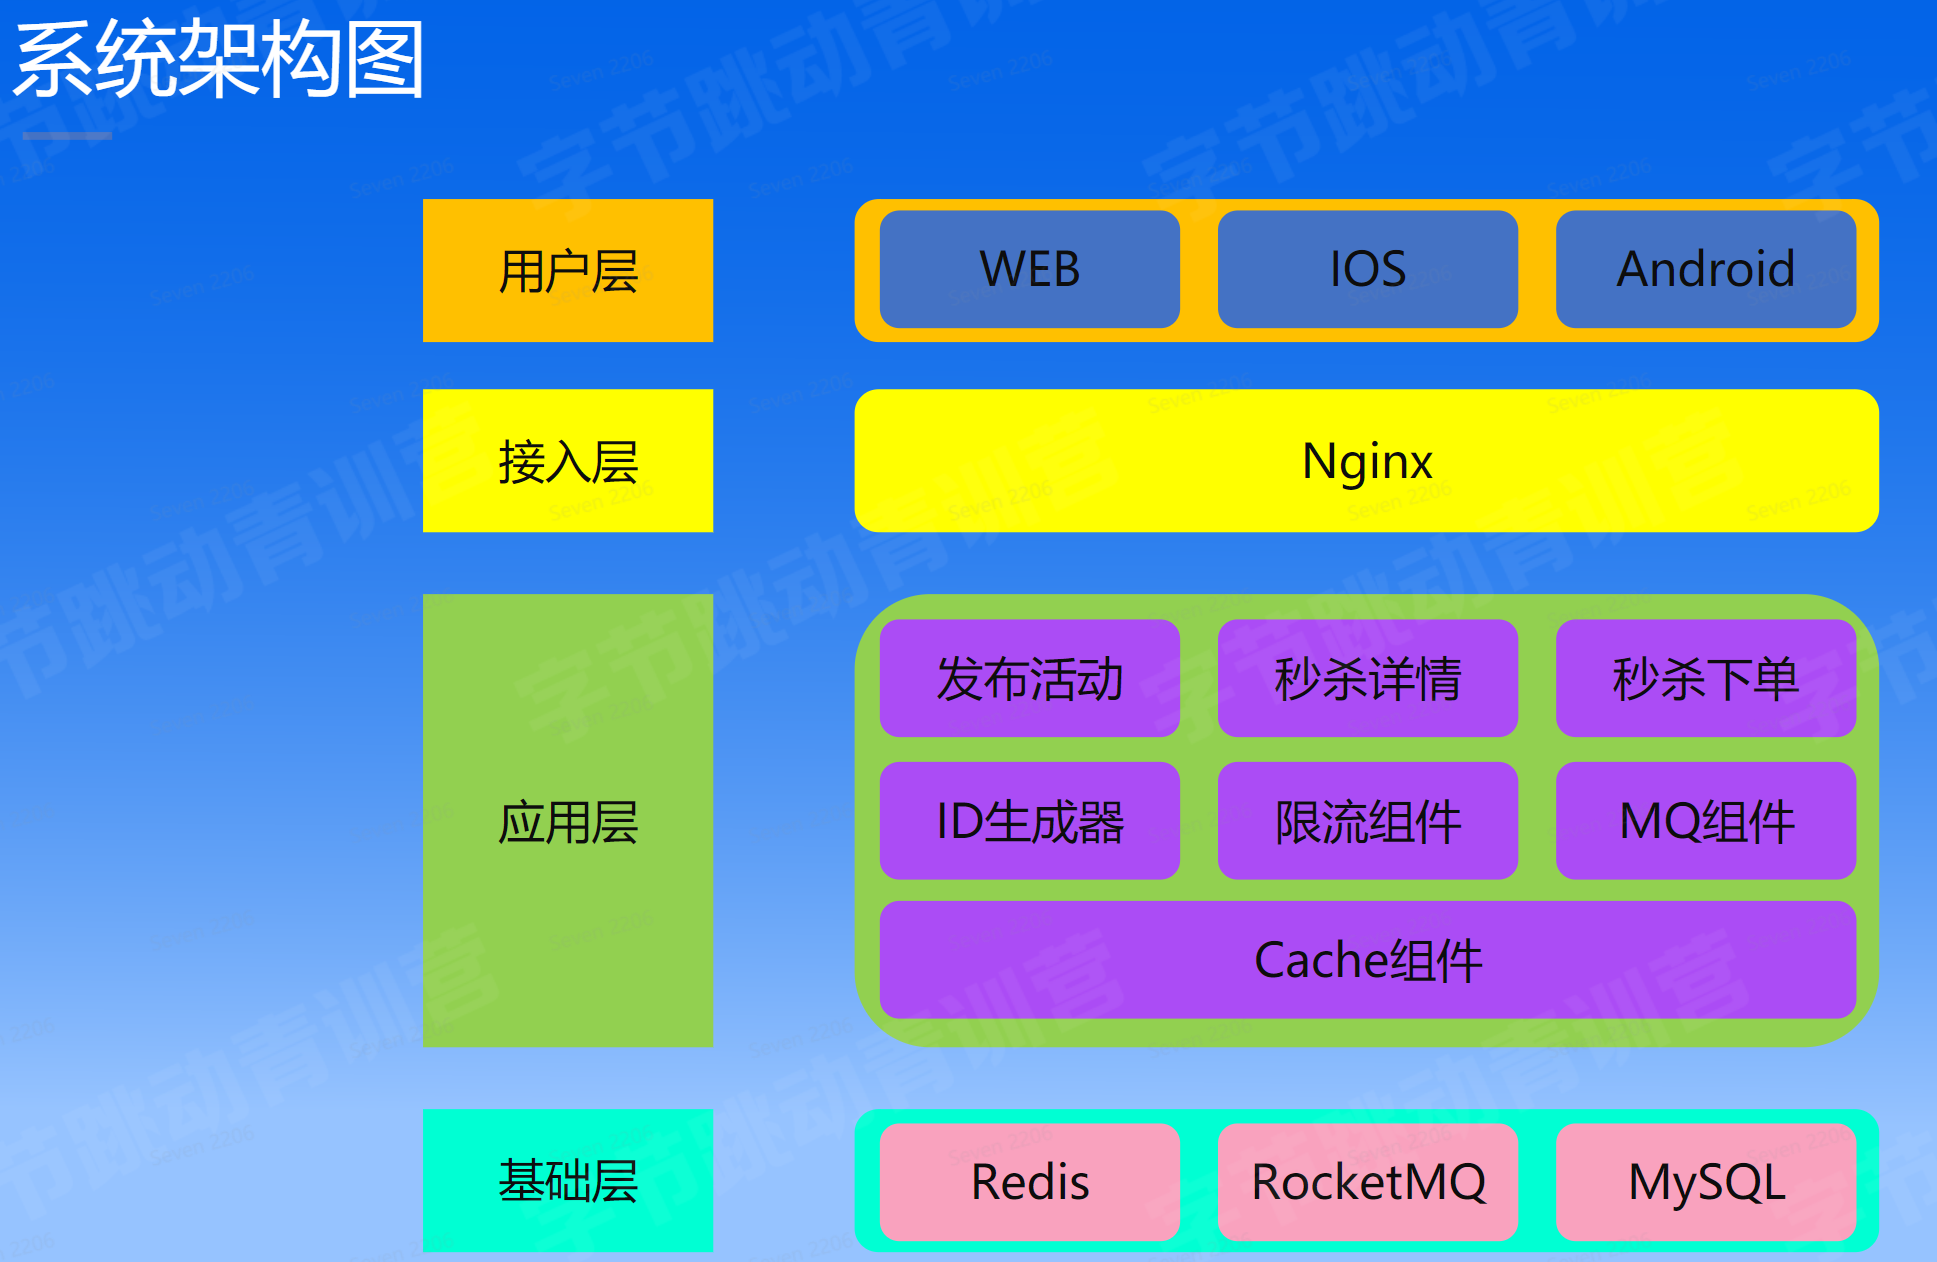 系统架构图
用户层
WEB
IOS
Android
接入层
Nginx
应用层
发布活动
秒杀详情
秒杀下单
ID生成器
限流组件
MQ组件
Cache组件
基础层
Redis
RocketMQ
MySQL
字节跳动青训营
Seven 2206